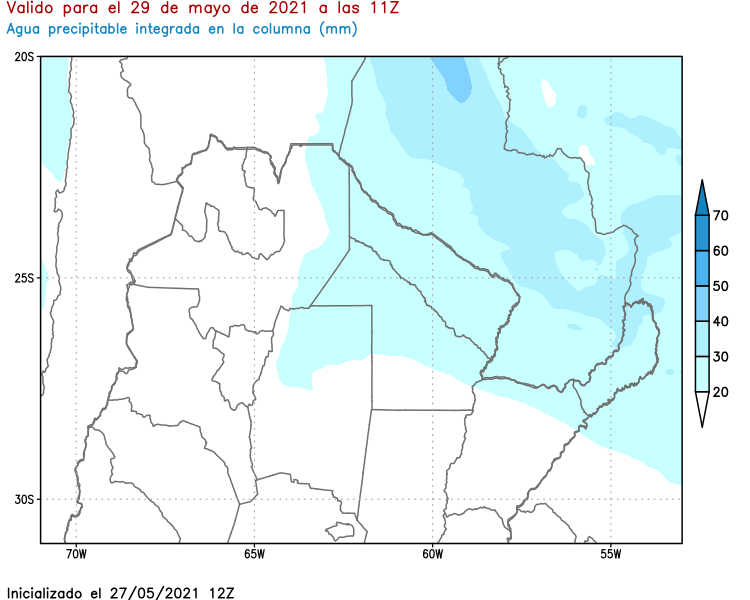 Valido para el 29 de mayo de 2021 a las 11Z
Agua precipitable integrada en la columna (mm)
20S
25S
30S
70W
65W
60W
55W
70
60
50
40
30
20
Inicializado el 27/05/2021 12Z